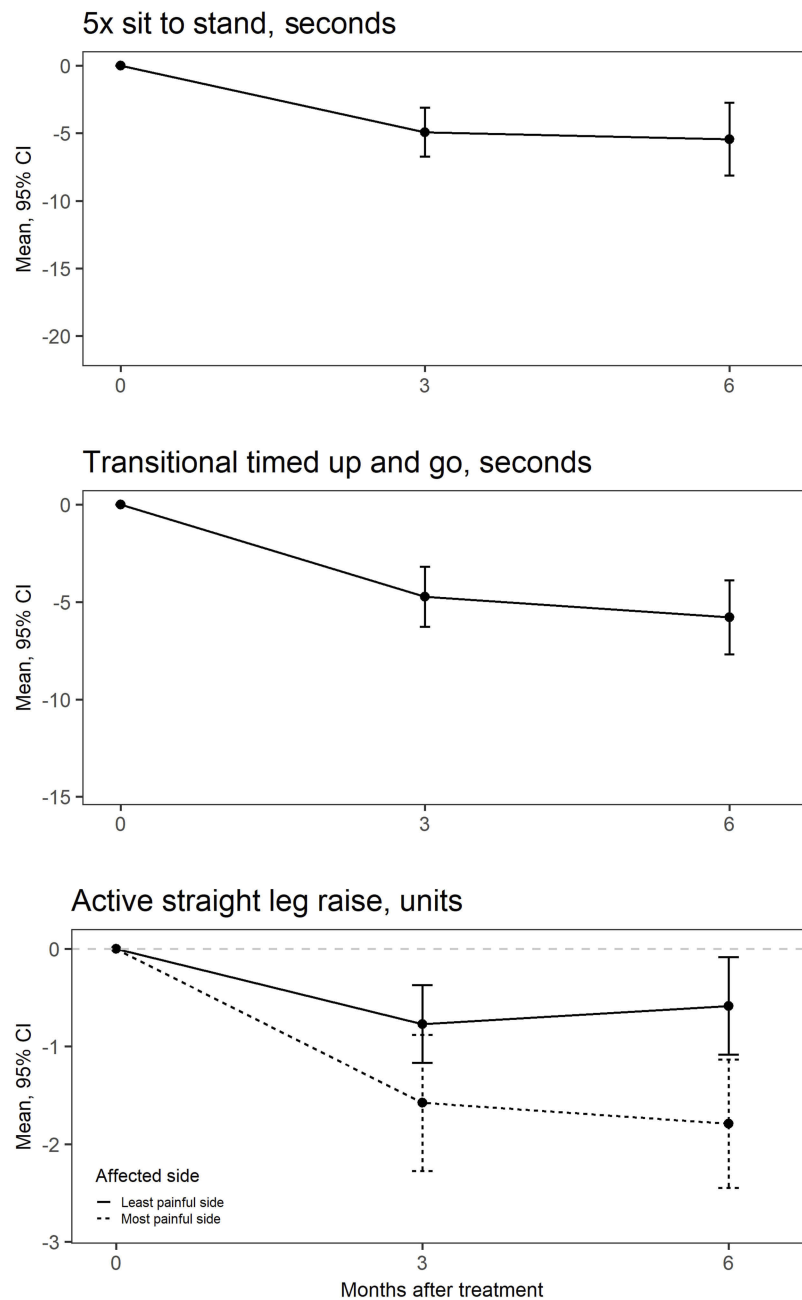 5x sit to stand, seconds
Mean, 95% CI
0
-5
-10
-15
-20
0 3 6
Transitional timed up and go, seconds
Mean, 95% CI
0
-5
-10
-15
0 3 6
Active straight leg raise, units
Mean, 95% CI
0
-1
-2
-3
Affected side
Least painful side
Most painful side
0 3 6
Months after treatment